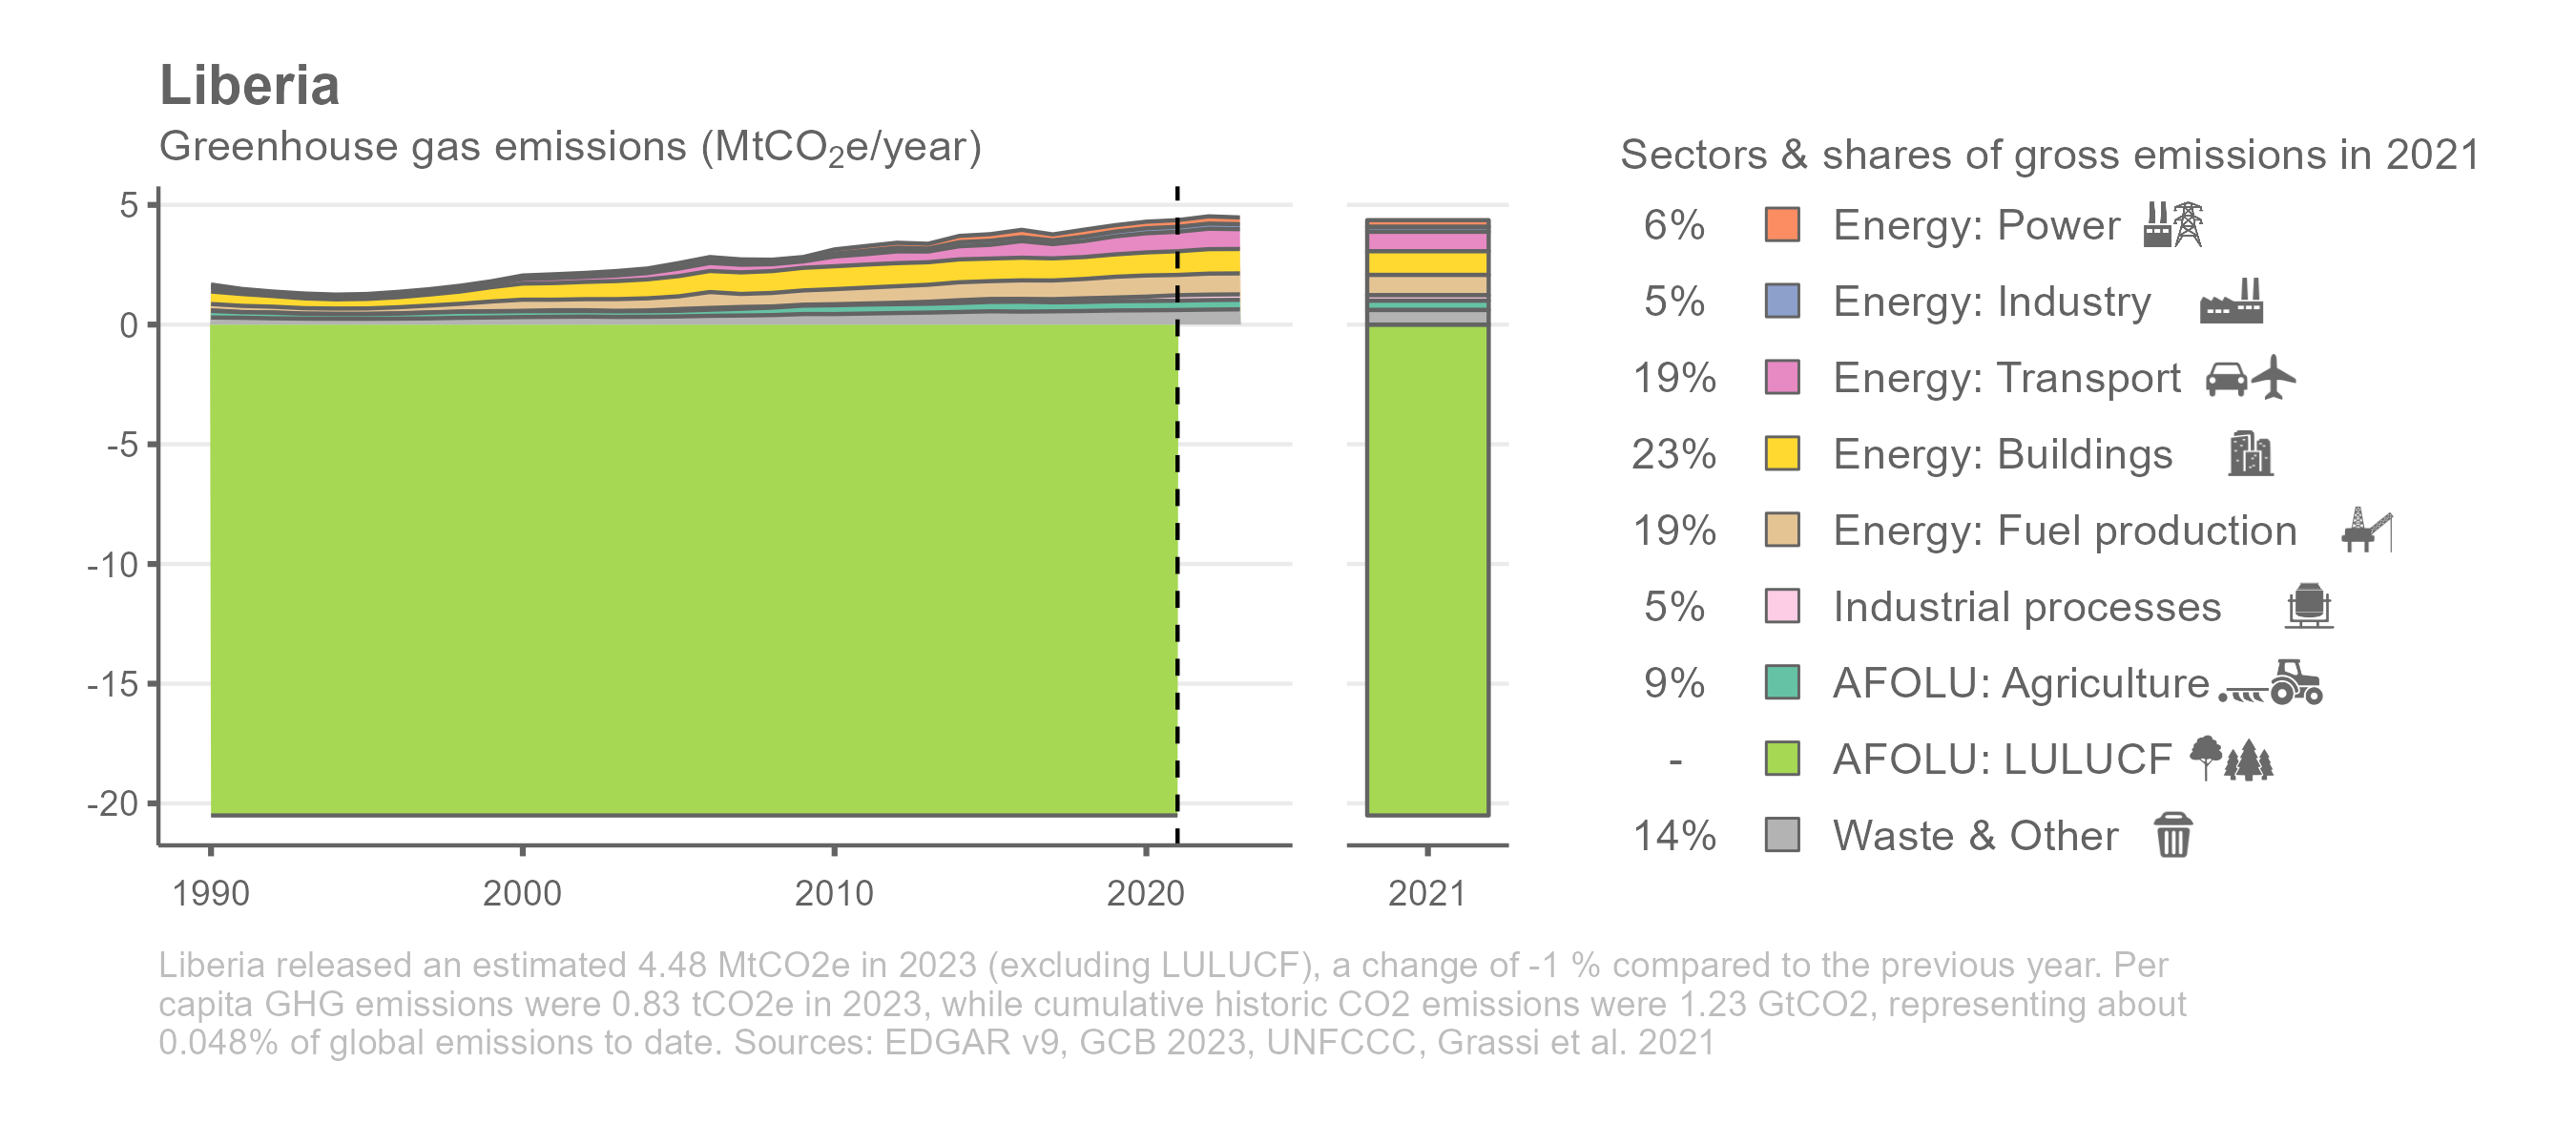 Liberia
Greenhouse gas emissions (MtCO₂e/year)
5
0
-5
-10
-15
-20
1990
2000
2010
2020
2021
Sectors & shares of gross emissions in 2021
6% Energy: Power
5% Energy: Industry
19% Energy: Transport
23% Energy: Buildings
19% Energy: Fuel production
5% Industrial processes
9% AFOLU: Agriculture
- AFOLU: LULUCF
14% Waste & Other
Liberia released an estimated 4.48 MtCO2e in 2023 (excluding LULUCF), a change of -1 % compared to the previous year. Per
capita GHG emissions were 0.83 tCO2e in 2023, while cumulative historic CO2 emissions were 1.23 GtCO2, representing about
0.048% of global emissions to date. Sources: EDGAR v9, GCB 2023, UNFCCC, Grassi et al. 2021